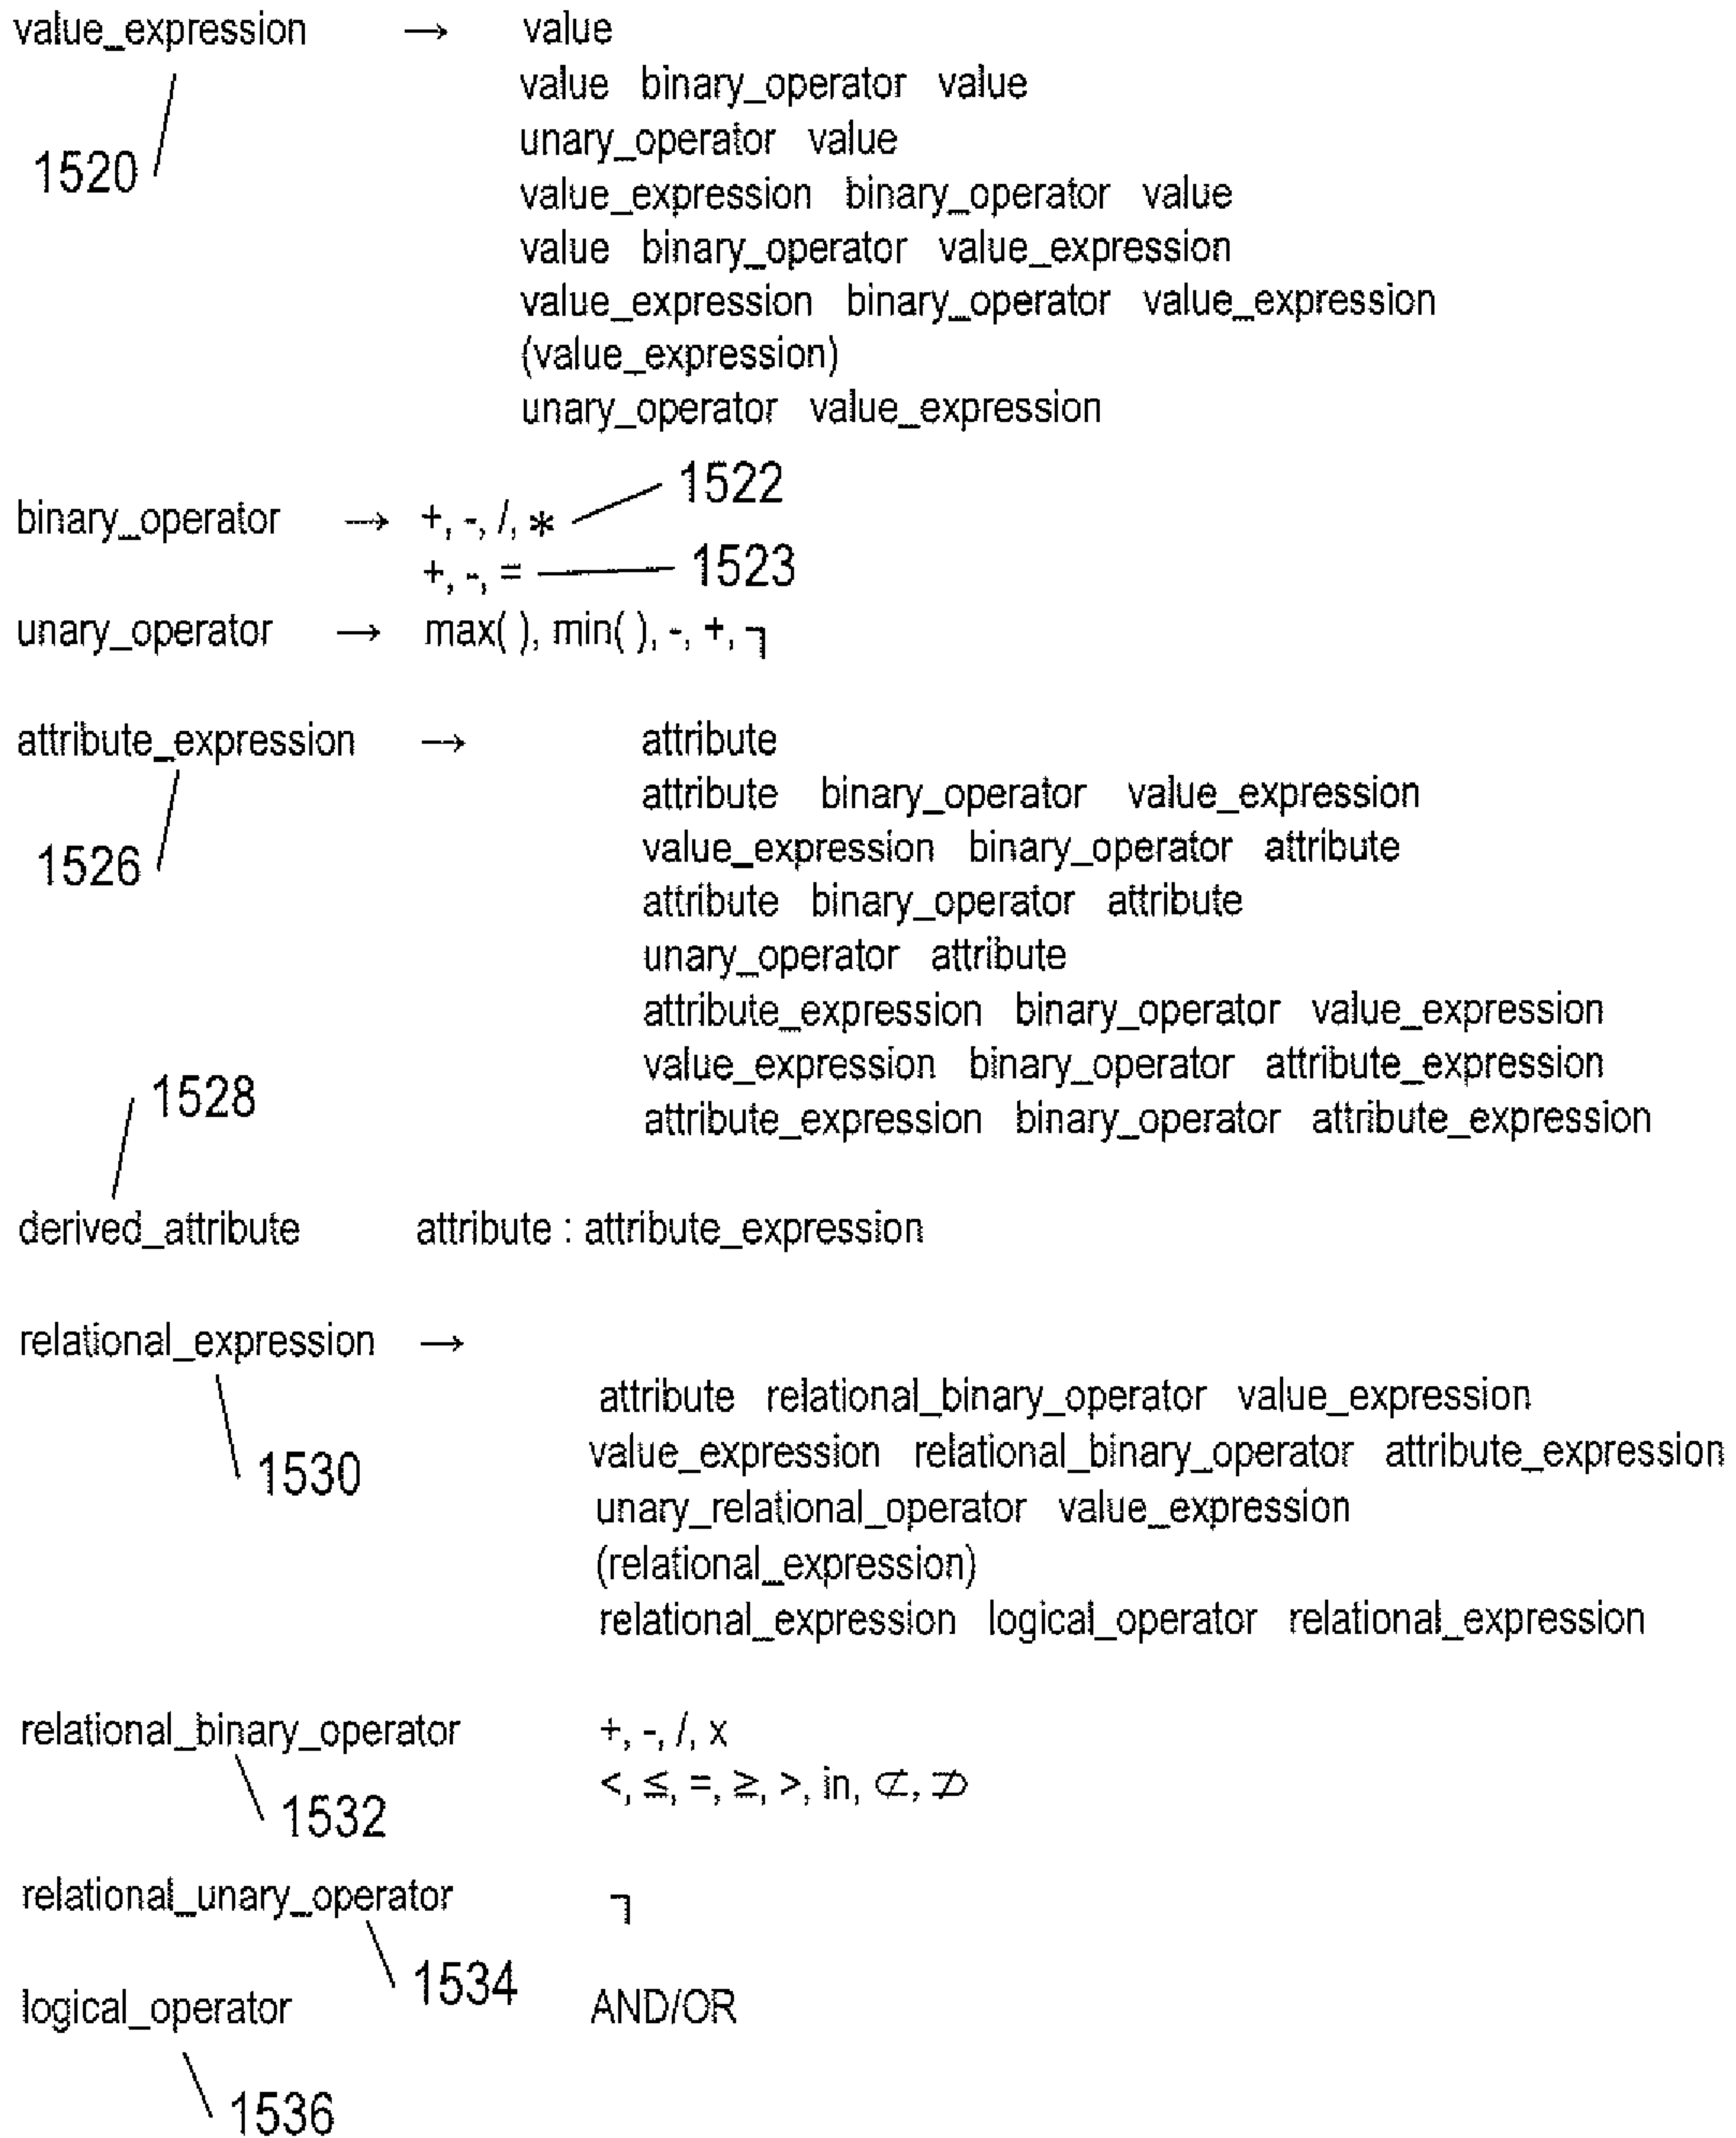 value_expression → value
value binary_operator value
unary_operator value
1520
value_expression binary_operator value
value binary_operator value_expression
value_expression binary_operator value_expression
(value_expression)
unary_operator value_expression
1522
binary_operator → +, -, /, *
+, -, = 1523
unary_operator → max( ), min( ), -, +, ┐
attribute_expression → attribute
attribute binary_operator value_expression
value_expression binary_operator attribute
1526
attribute binary_operator attribute
unary_operator attribute
attribute_expression binary_operator value_expression
value_expression binary_operator attribute_expression
1528
attribute_expression binary_operator attribute_expression
derived_attribute attribute : attribute_expression
relational_expression →
attribute relational_binary_operator value_expression
value_expression relational_binary_operator attribute_expression
1530
unary_relational_operator value_expression
(relational_expression)
relational_expression logical_operator relational_expression
relational_binary_operator +, -, /, x
<, ≤, =, ≥, >, in, ⊄, ⊅
1532
relational_unary_operator ┐
1534
logical_operator AND/OR
1536